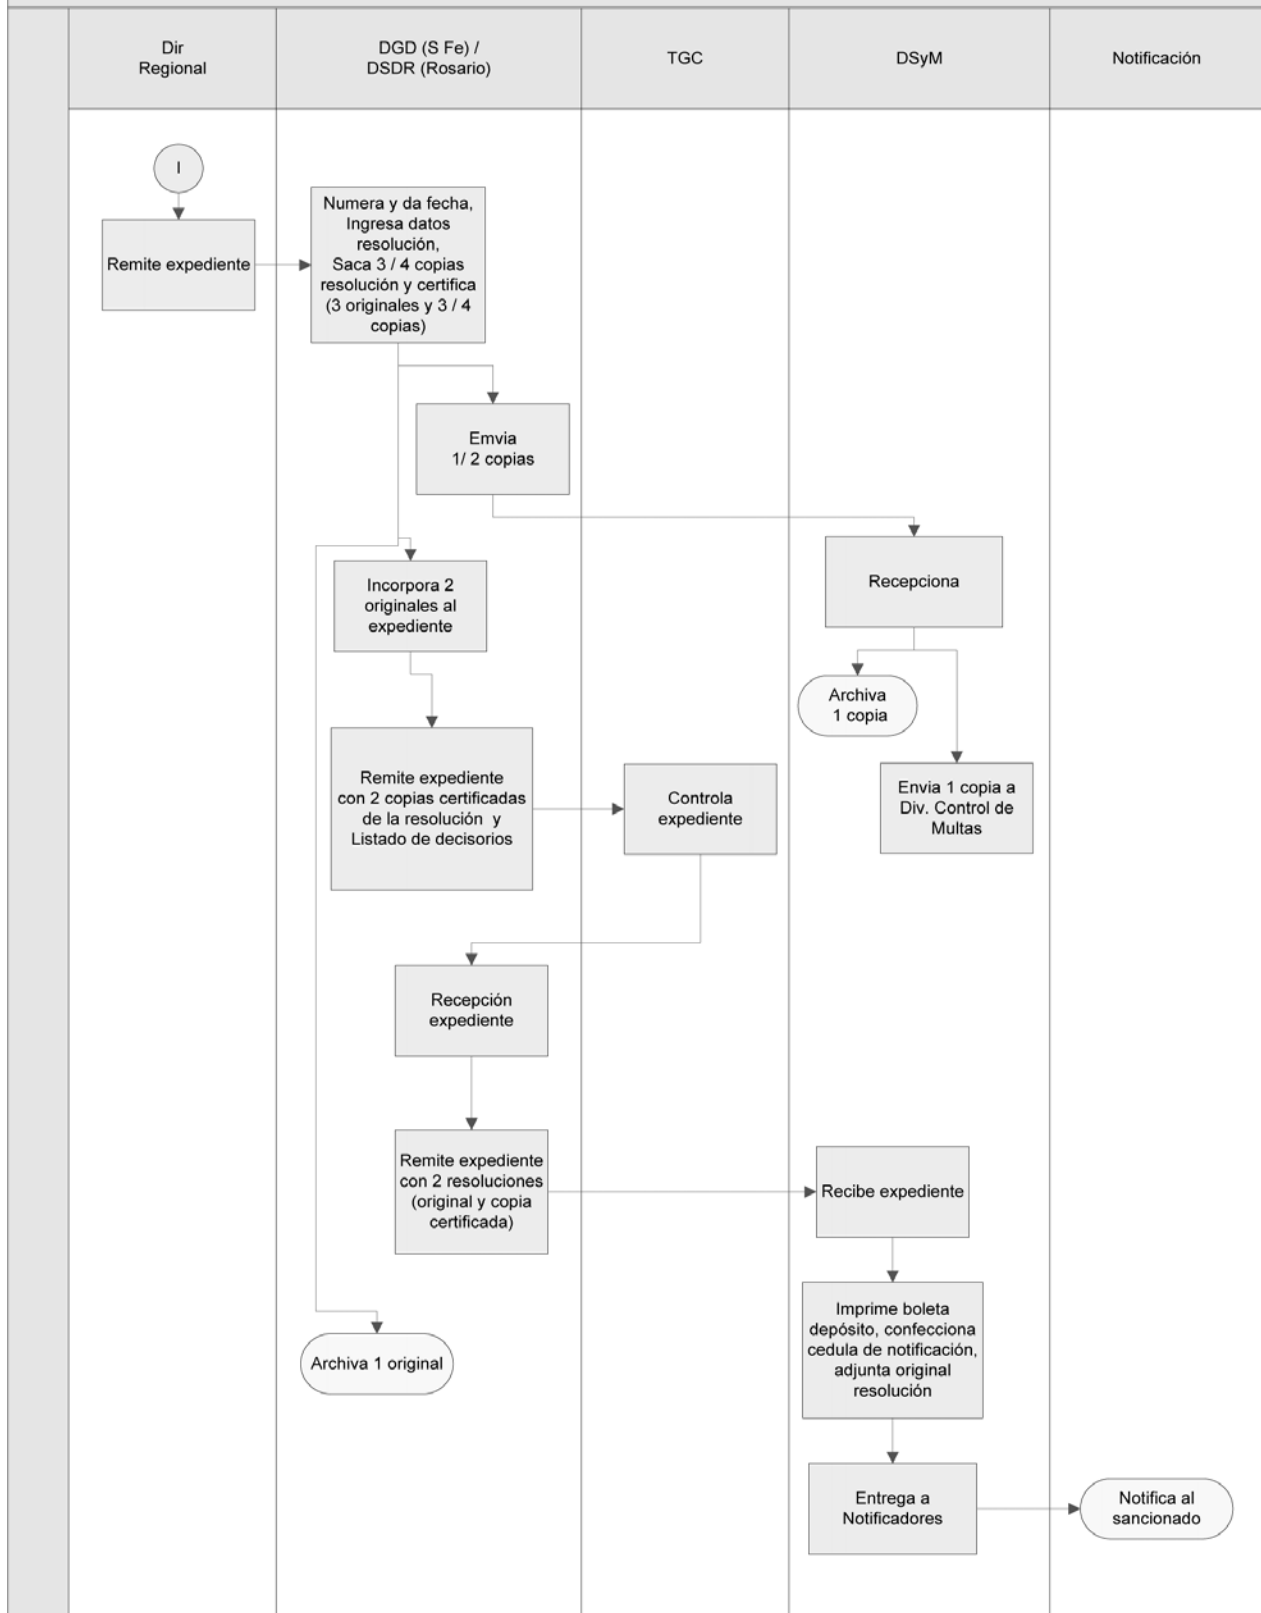 Dir
Regional
DGD (S Fe) /
DSDR (Rosario)
TGC
DSyM
Notificación
I
Remite expediente
Numera y da fecha,
Ingresa datos
resolución,
Saca 3 / 4 copias
resolución y certifica
(3 originales y 3 / 4
copias)
Emvia
1/ 2 copias
Recepciona
Incorpora 2
originales al
expediente
Archiva
1 copia
Remite expediente
con 2 copias certificadas
de la resolución y
Listado de decisorios
Controla
expediente
Envia 1 copia a
Div. Control de
Multas
Recepción
expediente
Remite expediente
con 2 resoluciones
(original y copia
certificada)
Recibe expediente
Imprime boleta
depósito, confecciona
cedula de notificación,
adjunta original
resolución
Archiva 1 original
Entrega a
Notificadores
Notifica al
sancionado